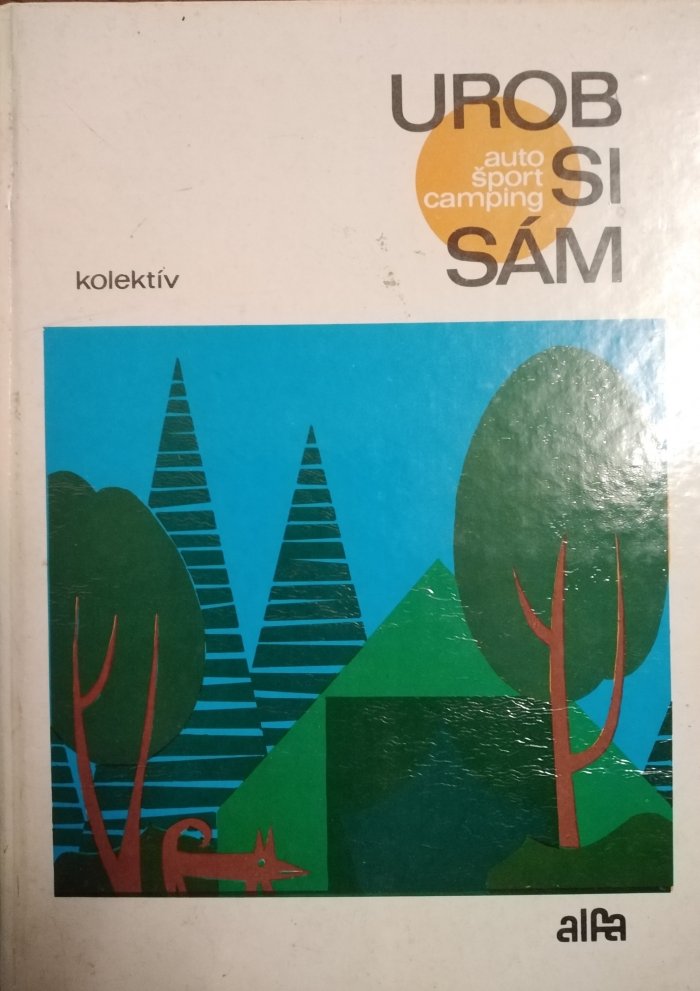 UROB
auto
šport
camping
SI
SÁM
kolektív
alfa